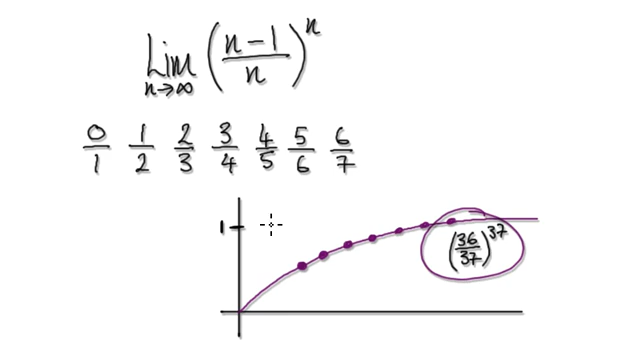 Lim n→∞ ((n-1)/n)^n
0/1 1/2 2/3 3/4 4/5 5/6 6/7
1
(36/37)^37